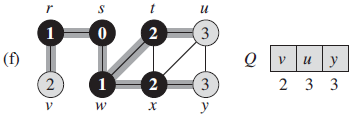 r s t u
1 0 2 3
(f) Q v u y
2 1 2 3 2 3 3
v w x y